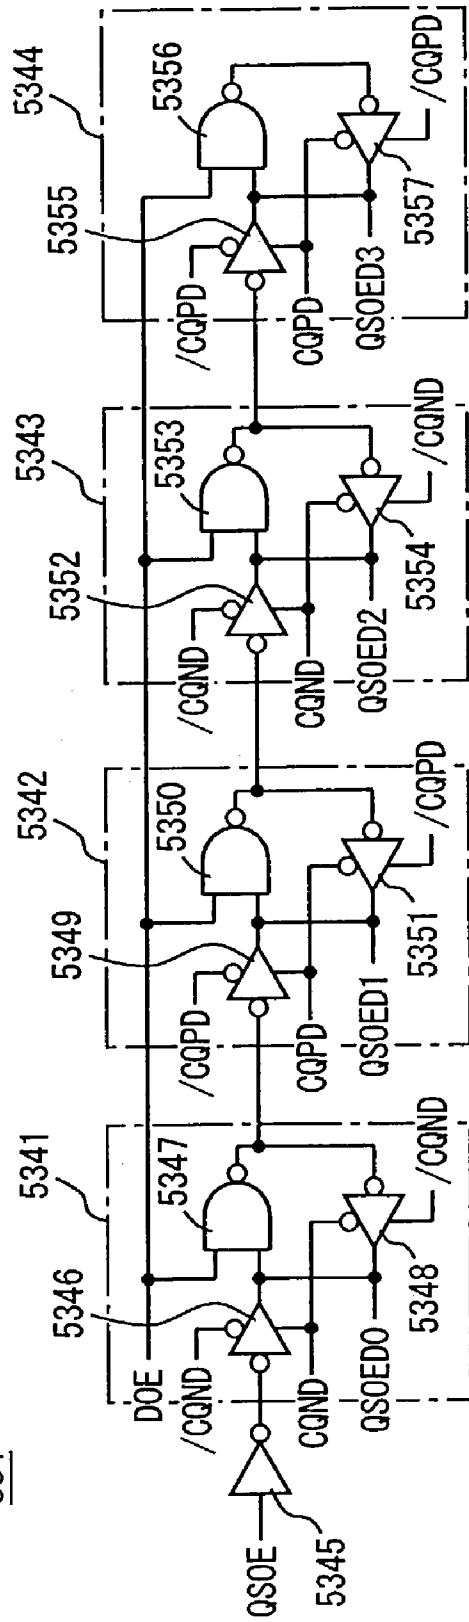 5341
5342
5343
5344
5346
5347
5349
5350
5352
5353
5355
5356
DOE
/CQND
/CQPD
/CQND
/CQPD
QSOE
5345
CQND
CQPD
CQND
CQPD
QSOED0
5348
/CQND
QSOED1
5351
/CQPD
QSOED2
5354
/CQND
QSOED3
5357
/CQPD